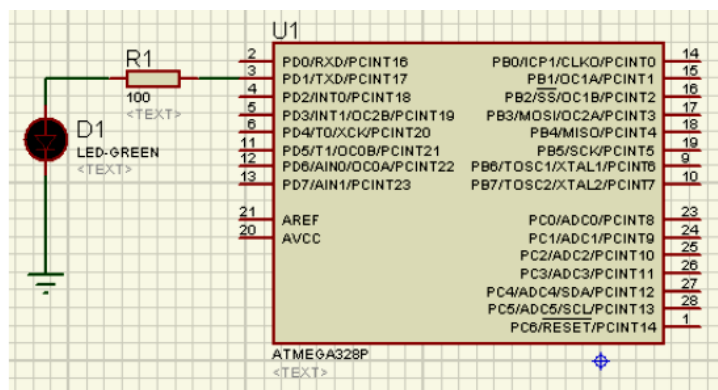 U1
R1
100
<TEXT>
D1
LED-GREEN
<TEXT>
2 PD0/RXD/PCINT16 PB0/ICP1/CLKO/PCINT0 14
3 PD1/TXD/PCINT17 PB1/OC1A/PCINT1 15
4 PD2/INT0/PCINT18 PB2/SS/OC1B/PCINT2 16
5 PD3/INT1/OC2B/PCINT19 PB3/MOSI/OC2A/PCINT3 17
6 PD4/T0/XCK/PCINT20 PB4/MISO/PCINT4 18
11 PD5/T1/OC0B/PCINT21 PB5/SCK/PCINT5 19
12 PD6/AIN0/OC0A/PCINT22 PB6/TOSC1/XTAL1/PCINT6 9
13 PD7/AIN1/PCINT23 PB7/TOSC2/XTAL2/PCINT7 10
21 AREF PC0/ADC0/PCINT8 23
20 AVCC PC1/ADC1/PCINT9 24
PC2/ADC2/PCINT10 25
PC3/ADC3/PCINT11 26
PC4/ADC4/SDA/PCINT12 27
PC5/ADC5/SCL/PCINT13 28
PC6/RESET/PCINT14 1
ATMEGA328P
<TEXT>